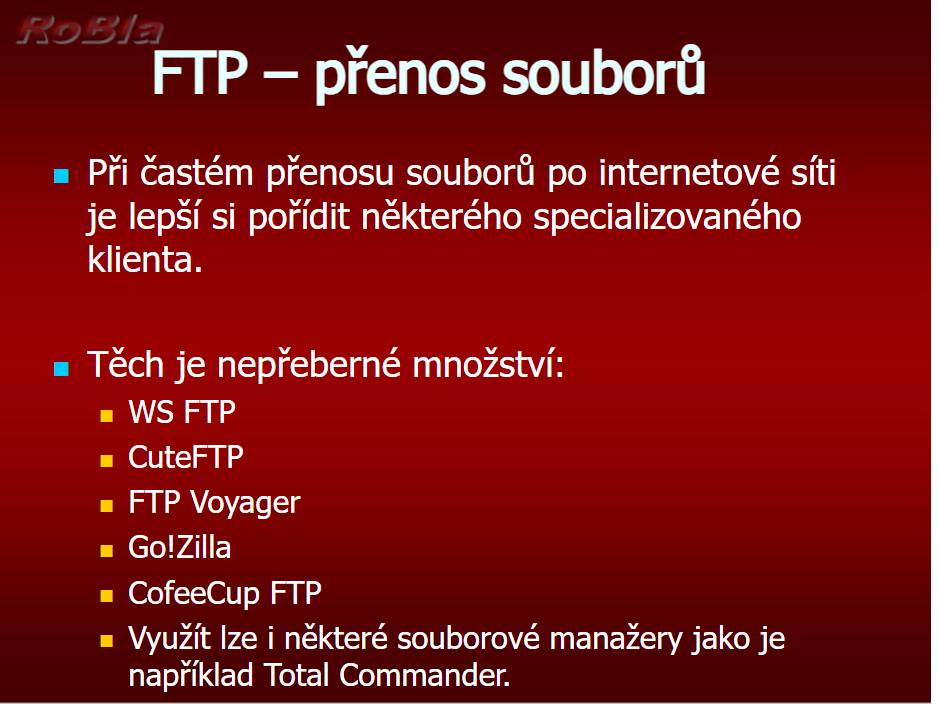 RoBla
FTP – přenos souborů
Při častém přenosu souborů po internetové síti
je lepší si pořídit některého specializovaného
klienta.
Těch je nepřeberné množství:
WS FTP
CuteFTP
FTP Voyager
Go!Zilla
CofeeCup FTP
Využít lze i některé souborové manažery jako je
například Total Commander.